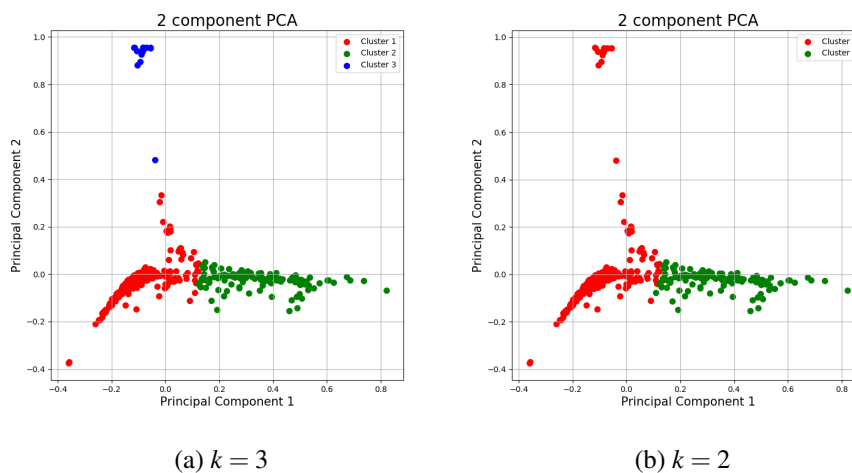 2 component PCA
Cluster 1
Cluster 2
Cluster 3
1.0
0.8
0.6
0.4
0.2
0.0
−0.2
−0.4
Principal Component 2
−0.4
−0.2
0.0
0.2
0.4
0.6
0.8
Principal Component 1
(a) k = 3
2 component PCA
Cluster
Cluster
1.0
0.8
0.6
0.4
0.2
0.0
−0.2
−0.4
Principal Component 2
−0.4
−0.2
0.0
0.2
0.4
0.6
0.8
Principal Component 1
(b) k = 2